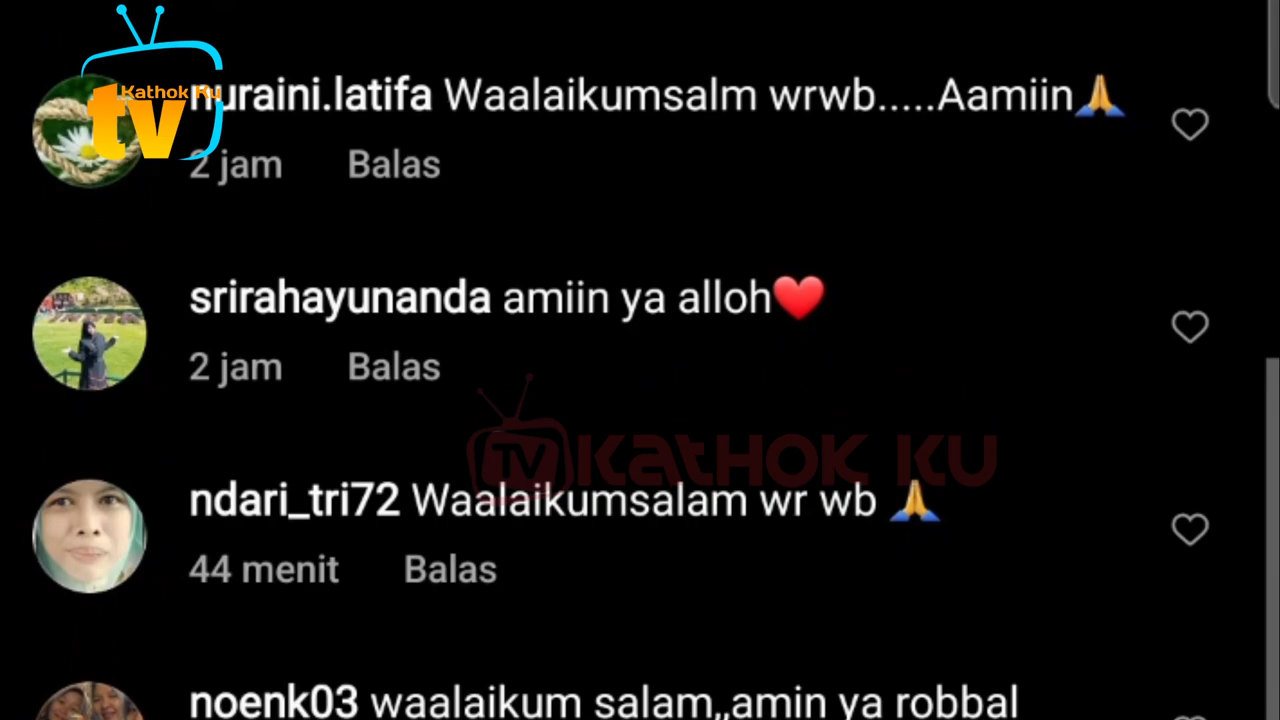 Kathok Ku
tv
nuraini.latifa Waalaikumsalm wrwb.....Aamiin🙏
2 jam Balas
srirahayunanda amiin ya alloh❤️
2 jam Balas
TV KATHOK KU
ndari_tri72 Waalaikumsalam wr wb 🙏
44 menit Balas
noenk03 waalaikum salam,,amin ya robbal